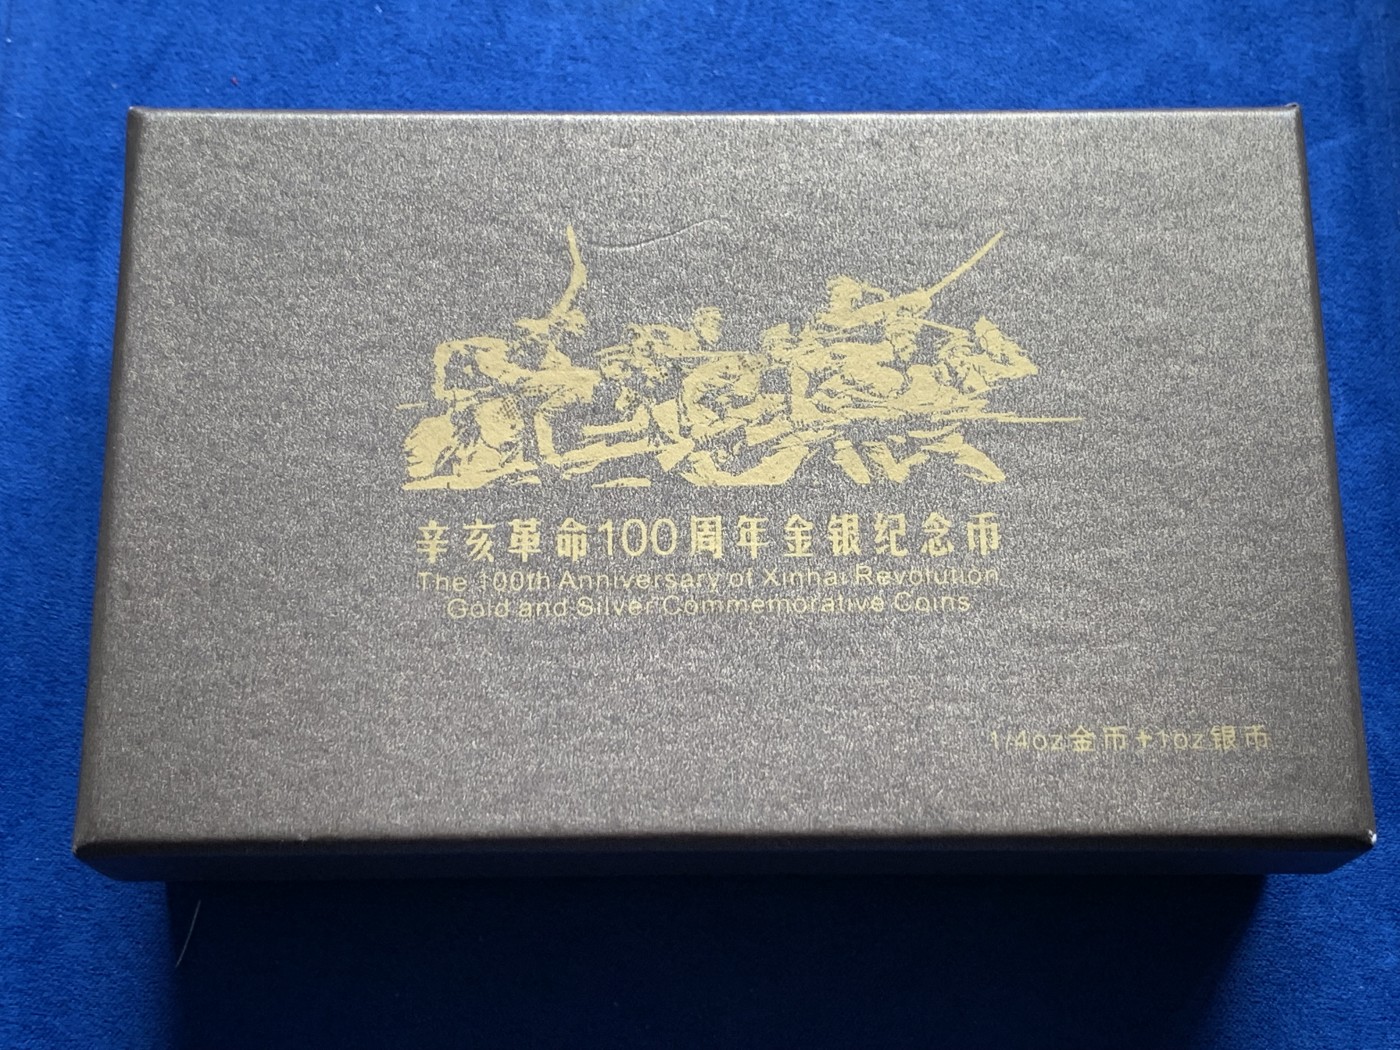 辛亥革命100周年金银纪念币
The 100th Anniversary of Xinhai Revolution
Gold and Silver Commemorative Coins
1/4oz金币+1oz银币